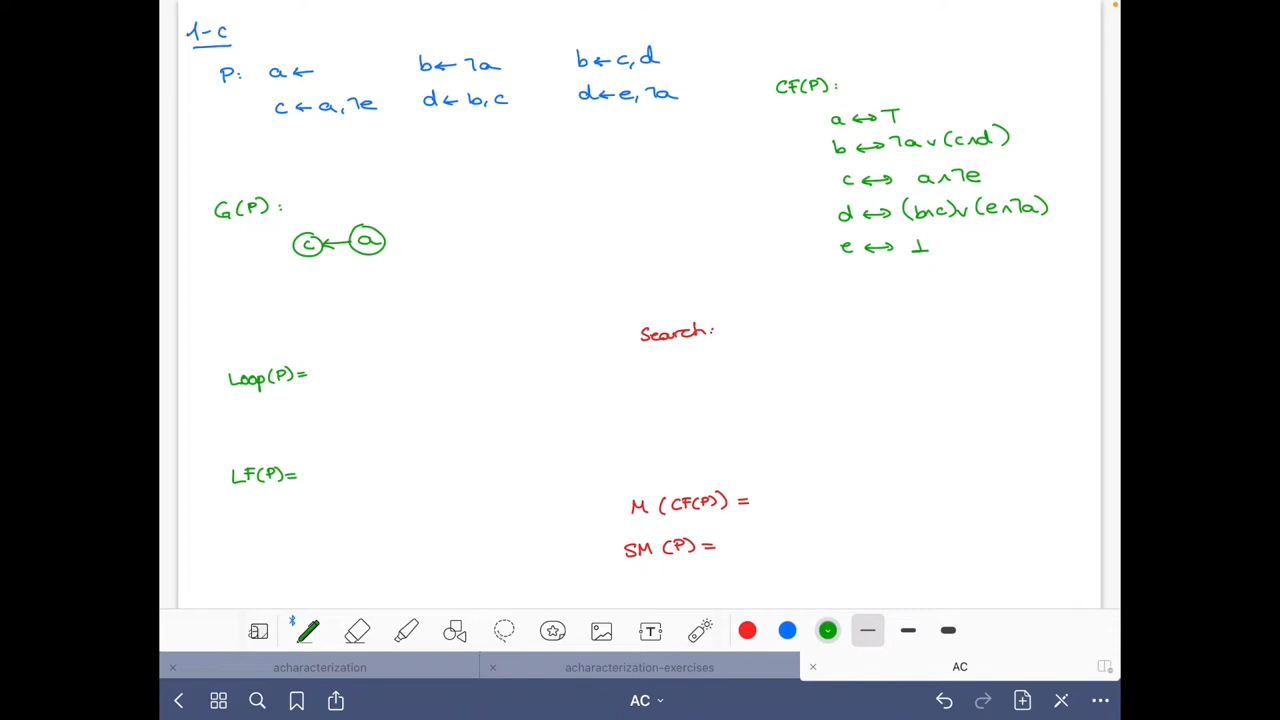 1-c
P: a ← b ← ¬a b ← c, d
c ← a, ¬e d ← b, c d ← e, ¬a
CF(P):
a ↔ T
b ↔ ¬a ∨ (c∧d)
c ↔ a∧¬e
d ↔ (b∧c)∨(e∧¬a)
e ↔ ⊥
G(P):
c ← a
Search:
Loop(P)=
LF(P)=
M (CF(P)) =
SM (P) =
T
acharacterization
acharacterization-exercises
AC
AC